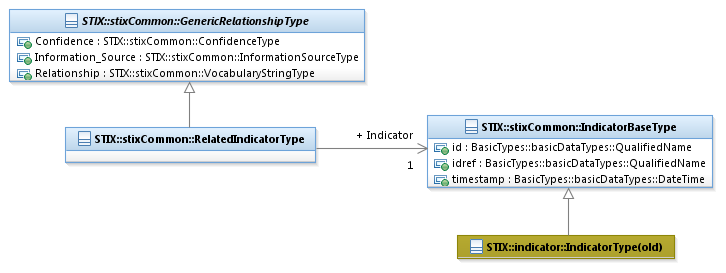 STIX::stixCommon::GenericRelationshipType
Confidence : STIX::stixCommon::ConfidenceType
Information_Source : STIX::stixCommon::InformationSourceType
Relationship : STIX::stixCommon::VocabularyStringType
STIX::stixCommon::RelatedIndicatorType
+ Indicator
1
STIX::stixCommon::IndicatorBaseType
id : BasicTypes::basicDataTypes::QualifiedName
idref : BasicTypes::basicDataTypes::QualifiedName
timestamp : BasicTypes::basicDataTypes::DateTime
STIX::indicator::IndicatorType(old)